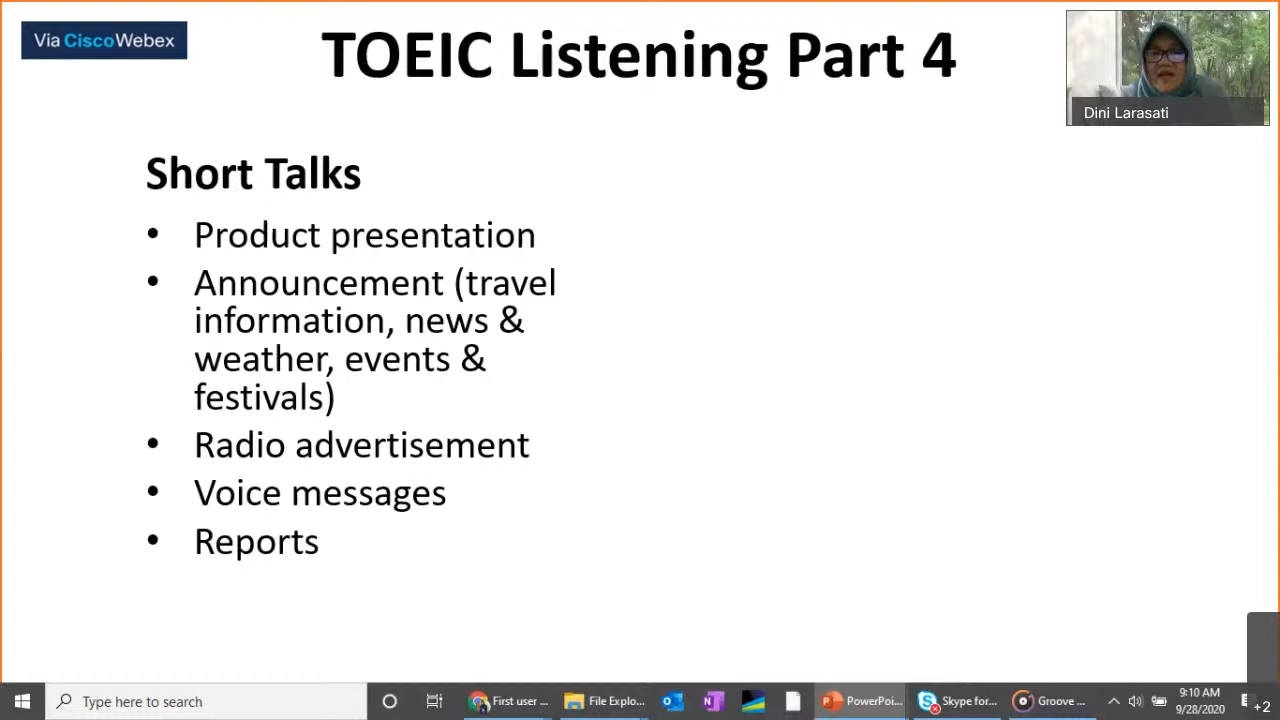 Via CiscoWebex
TOEIC Listening Part 4
Dini Larasati
Short Talks
• Product presentation
• Announcement (travel
information, news &
weather, events &
festivals)
• Radio advertisement
• Voice messages
• Reports
Type here to search
First user ...
File Explo...
PowerPoi...
Skype for...
Groove ...
9:10 AM
9/28/2020
+2